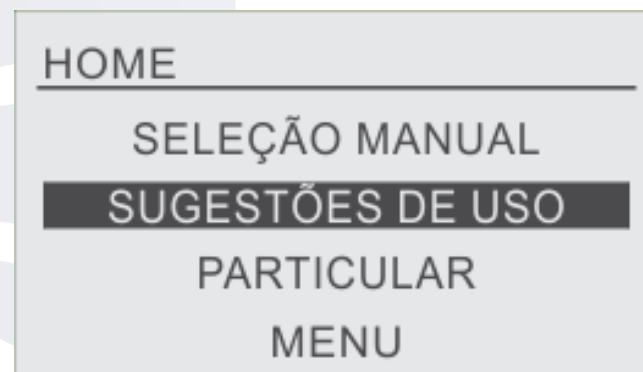 HOME
SELEÇÃO MANUAL
SUGESTÕES DE USO
PARTICULAR
MENU